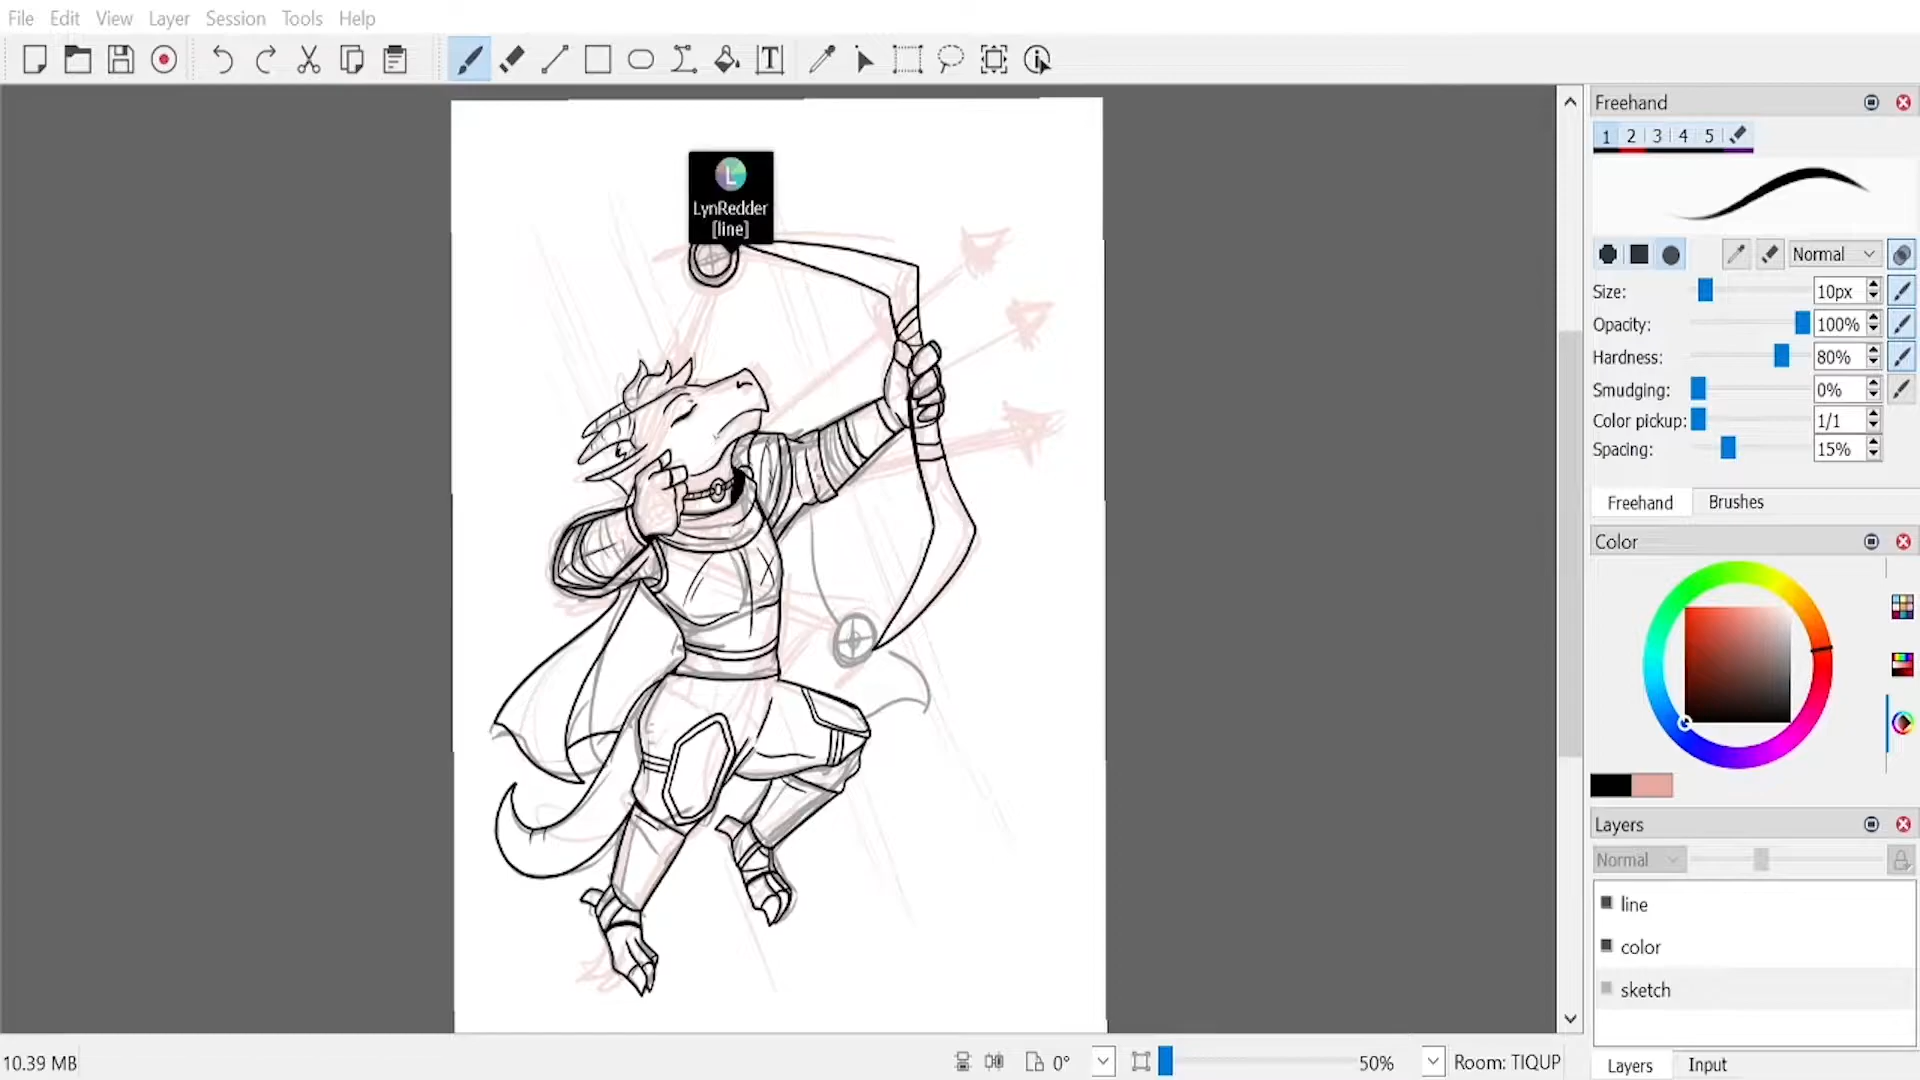 File Edit View Layer Session Tools Help
T
Freehand
1 2 3 4 5
L
LynRedder
[line]
Normal
Size: 10px
Opacity: 100%
Hardness: 80%
Smudging: 0%
Color pickup: 1/1
Spacing: 15%
Freehand Brushes
Color
Layers
Normal
line
color
sketch
10.39 MB 0° 50% Room: TIQUP
Layers Input